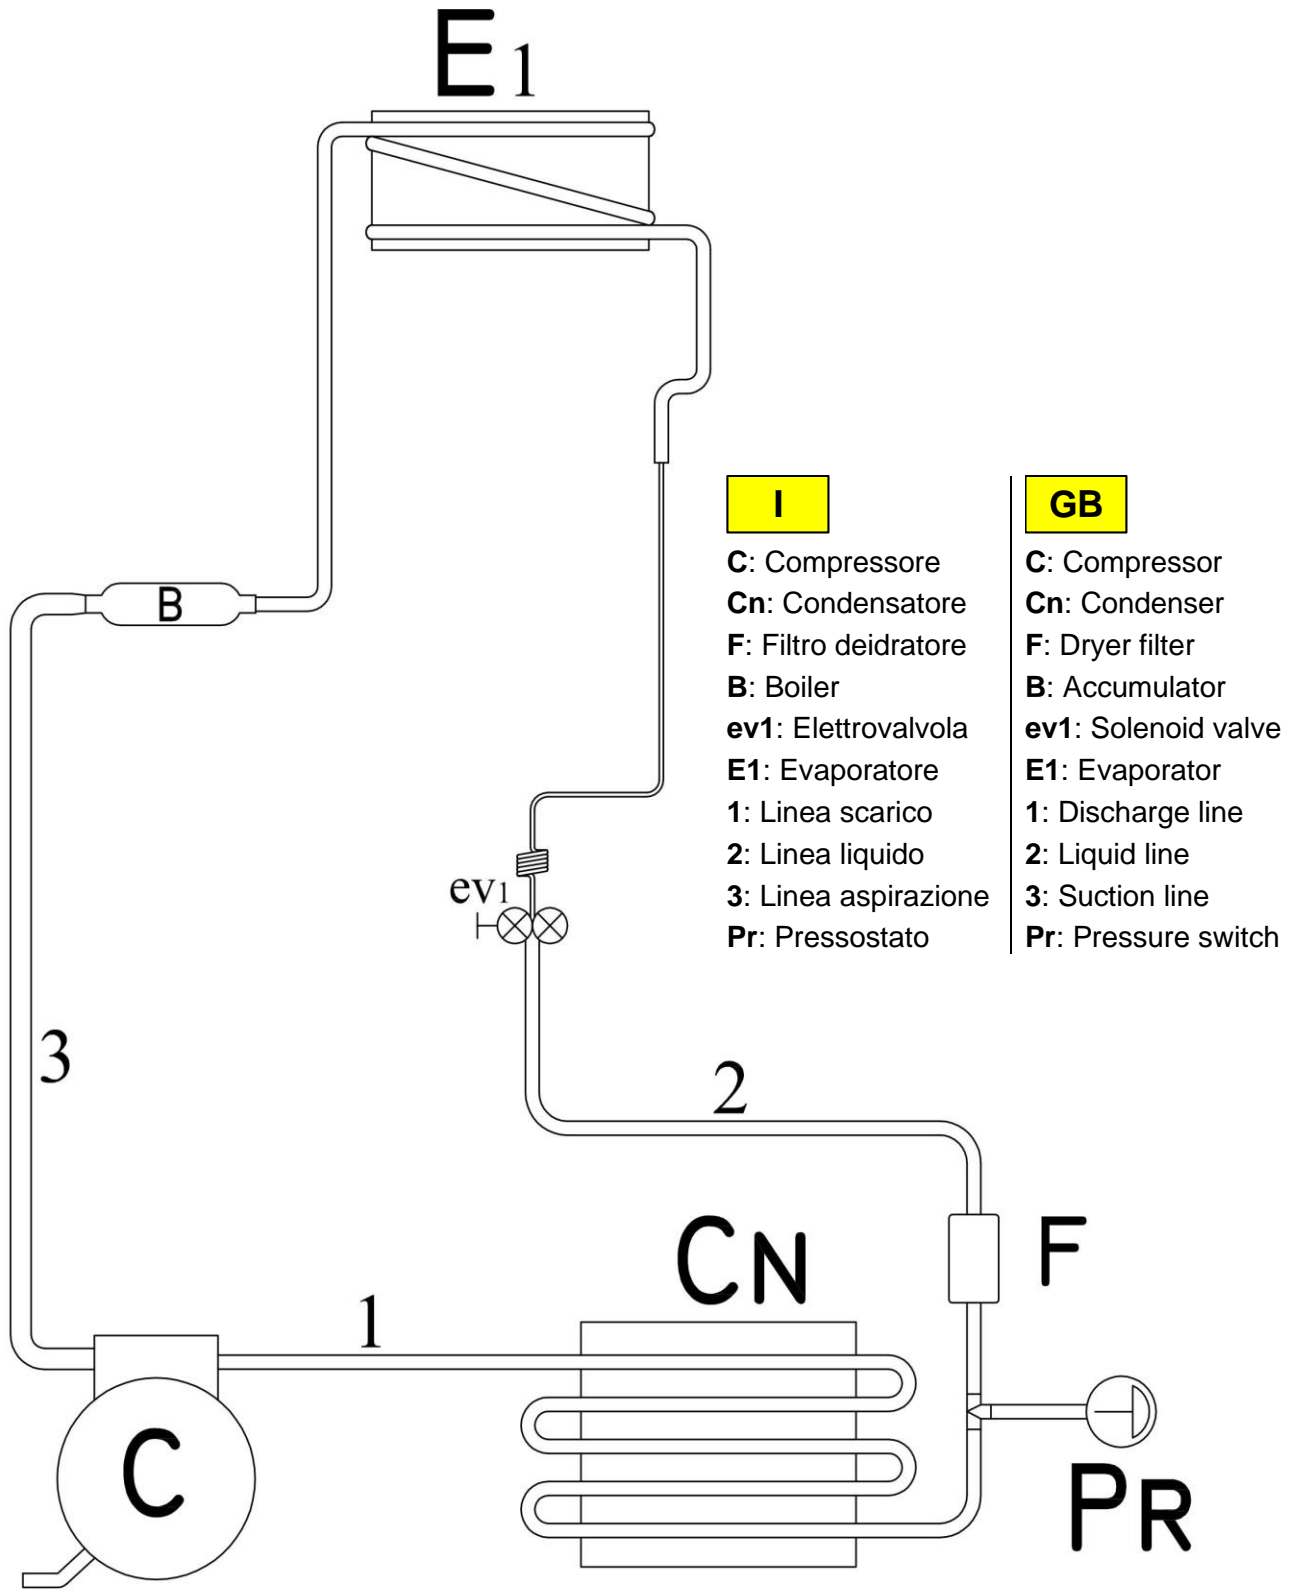 E1
I
C: Compressore
Cn: Condensatore
F: Filtro deidratore
B: Boiler
ev1: Elettrovalvola
E1: Evaporatore
1: Linea scarico
2: Linea liquido
3: Linea aspirazione
Pr: Pressostato
GB
C: Compressor
Cn: Condenser
F: Dryer filter
B: Accumulator
ev1: Solenoid valve
E1: Evaporator
1: Discharge line
2: Liquid line
3: Suction line
Pr: Pressure switch
B
ev1
3
2
CN
F
1
C
PR